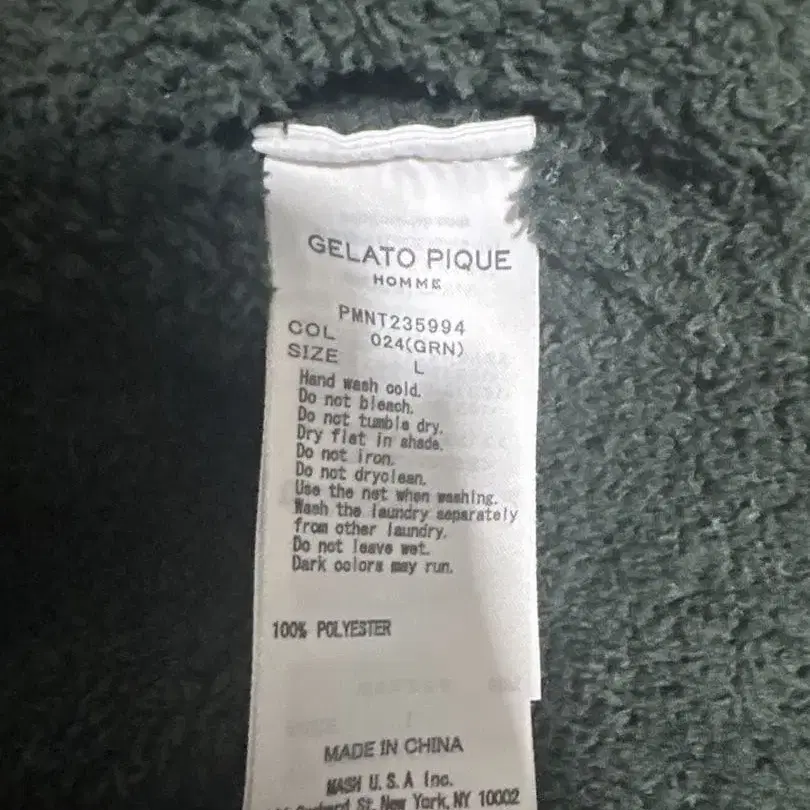 GELATO PIQUE
HOMME
PMNT235994
COL 024(GRN)
SIZE L
Hand wash cold.
Do not bleach.
Do not tumble dry.
Dry flat in shade.
Do not iron.
Do not dryclean.
Use the net when washing.
Wash the laundry separately
from other laundry.
Do not leave wet.
Dark colors may run.
100% POLYESTER
MADE IN CHINA
MASH U.S.A Inc.
St, New York, NY 10002